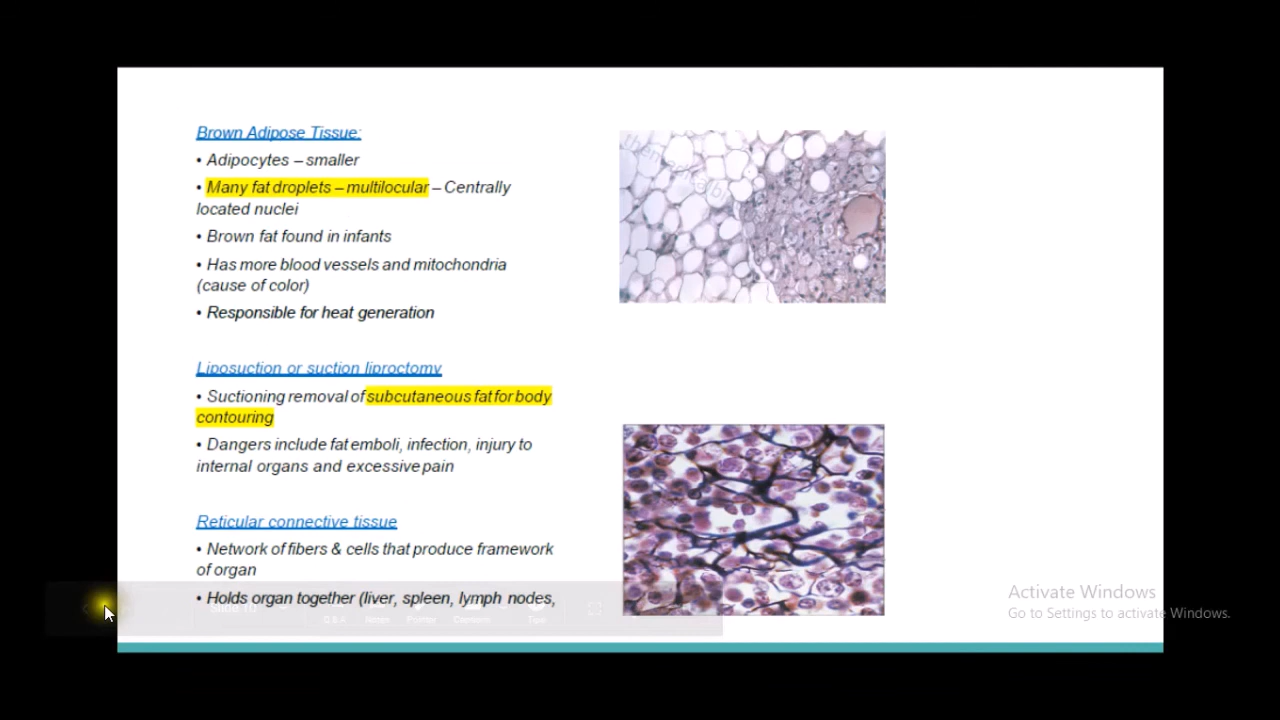 Brown Adipose Tissue:
• Adipocytes – smaller
• Many fat droplets – multilocular – Centrally
located nuclei
• Brown fat found in infants
• Has more blood vessels and mitochondria
(cause of color)
• Responsible for heat generation
Liposuction or suction liproctomy
• Suctioning removal of subcutaneous fat for body
contouring
• Dangers include fat emboli, infection, injury to
internal organs and excessive pain
Reticular connective tissue
• Network of fibers & cells that produce framework
of organ
• Holds organ together (liver, spleen, lymph nodes,
Activate Windows
Go to Settings to activate Windows.